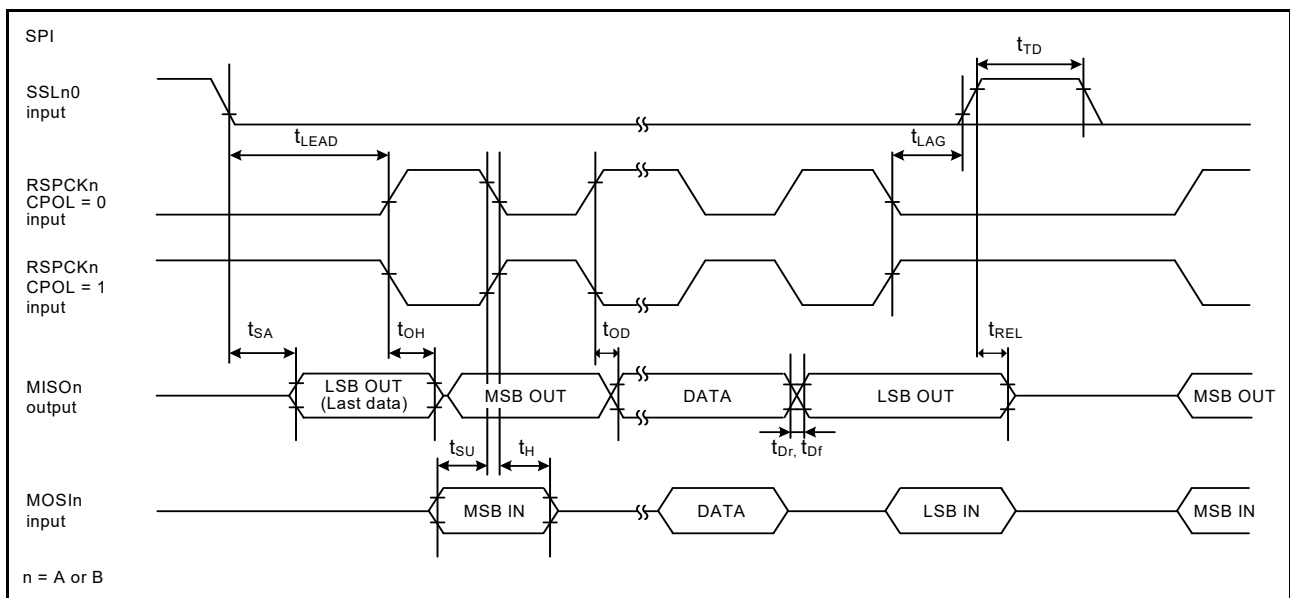 SPI
tTD
SSLn0
input
tLEAD
tLAG
RSPCKn
CPOL = 0
input
RSPCKn
CPOL = 1
input
tSA
tOH
tOD
tREL
MISOn
output
LSB OUT
(Last data)
MSB OUT
DATA
LSB OUT
MSB OUT
tSU
tH
tDr, tDf
MOSIn
input
MSB IN
DATA
LSB IN
MSB IN
n = A or B